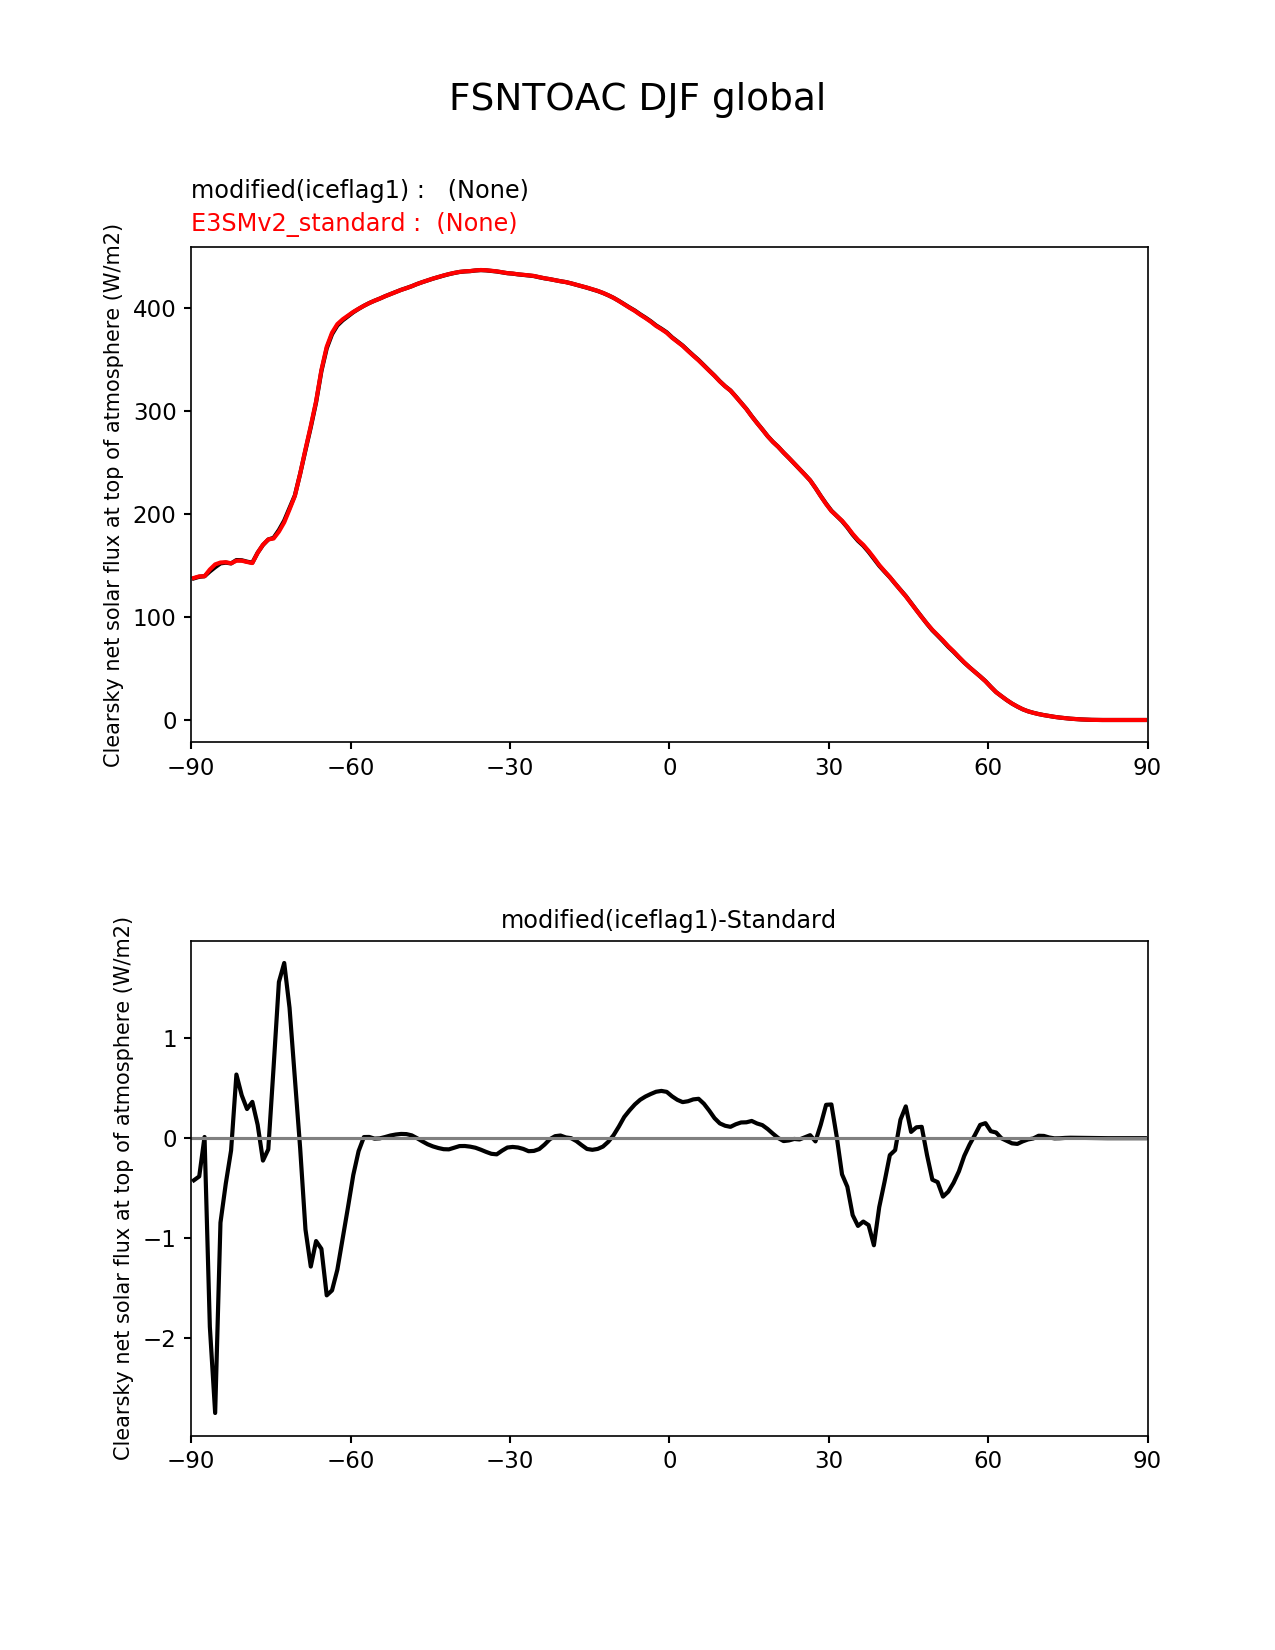 FSNTOAC DJF global
modified(iceflag1) :   (None)
E3SMv2_standard :  (None)
Clearsky net solar flux at top of atmosphere (W/m2)
400
300
200
100
0
−90 −60 −30 0 30 60 90
modified(iceflag1)-Standard
Clearsky net solar flux at top of atmosphere (W/m2)
1
0
−1
−2
−90 −60 −30 0 30 60 90